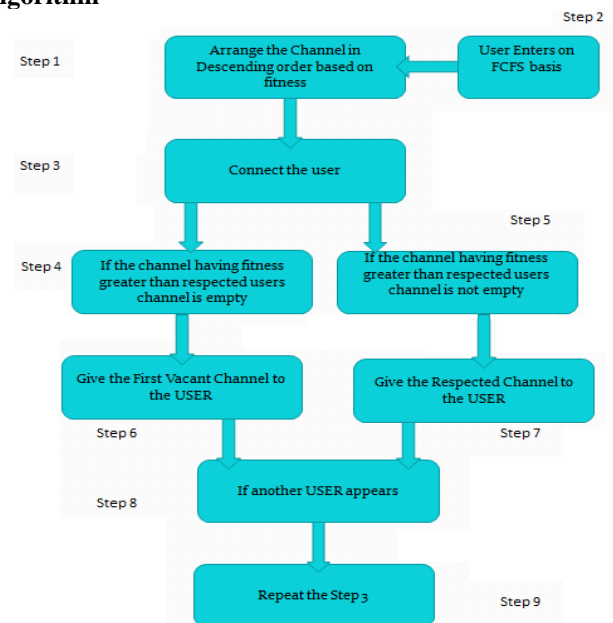 Step 2
Step 1
Arrange the Channel in
Descending order based on
fitness
User Enters on
FCFS basis
Step 3
Connect the user
Step 5
Step 4
If the channel having fitness
greater than respected users
channel is empty
If the channel having fitness
greater than respected users
channel is not empty
Give the First Vacant Channel to
the USER
Give the Respected Channel to
the USER
Step 6
Step 7
If another USER appears
Step 8
Repeat the Step 3
Step 9